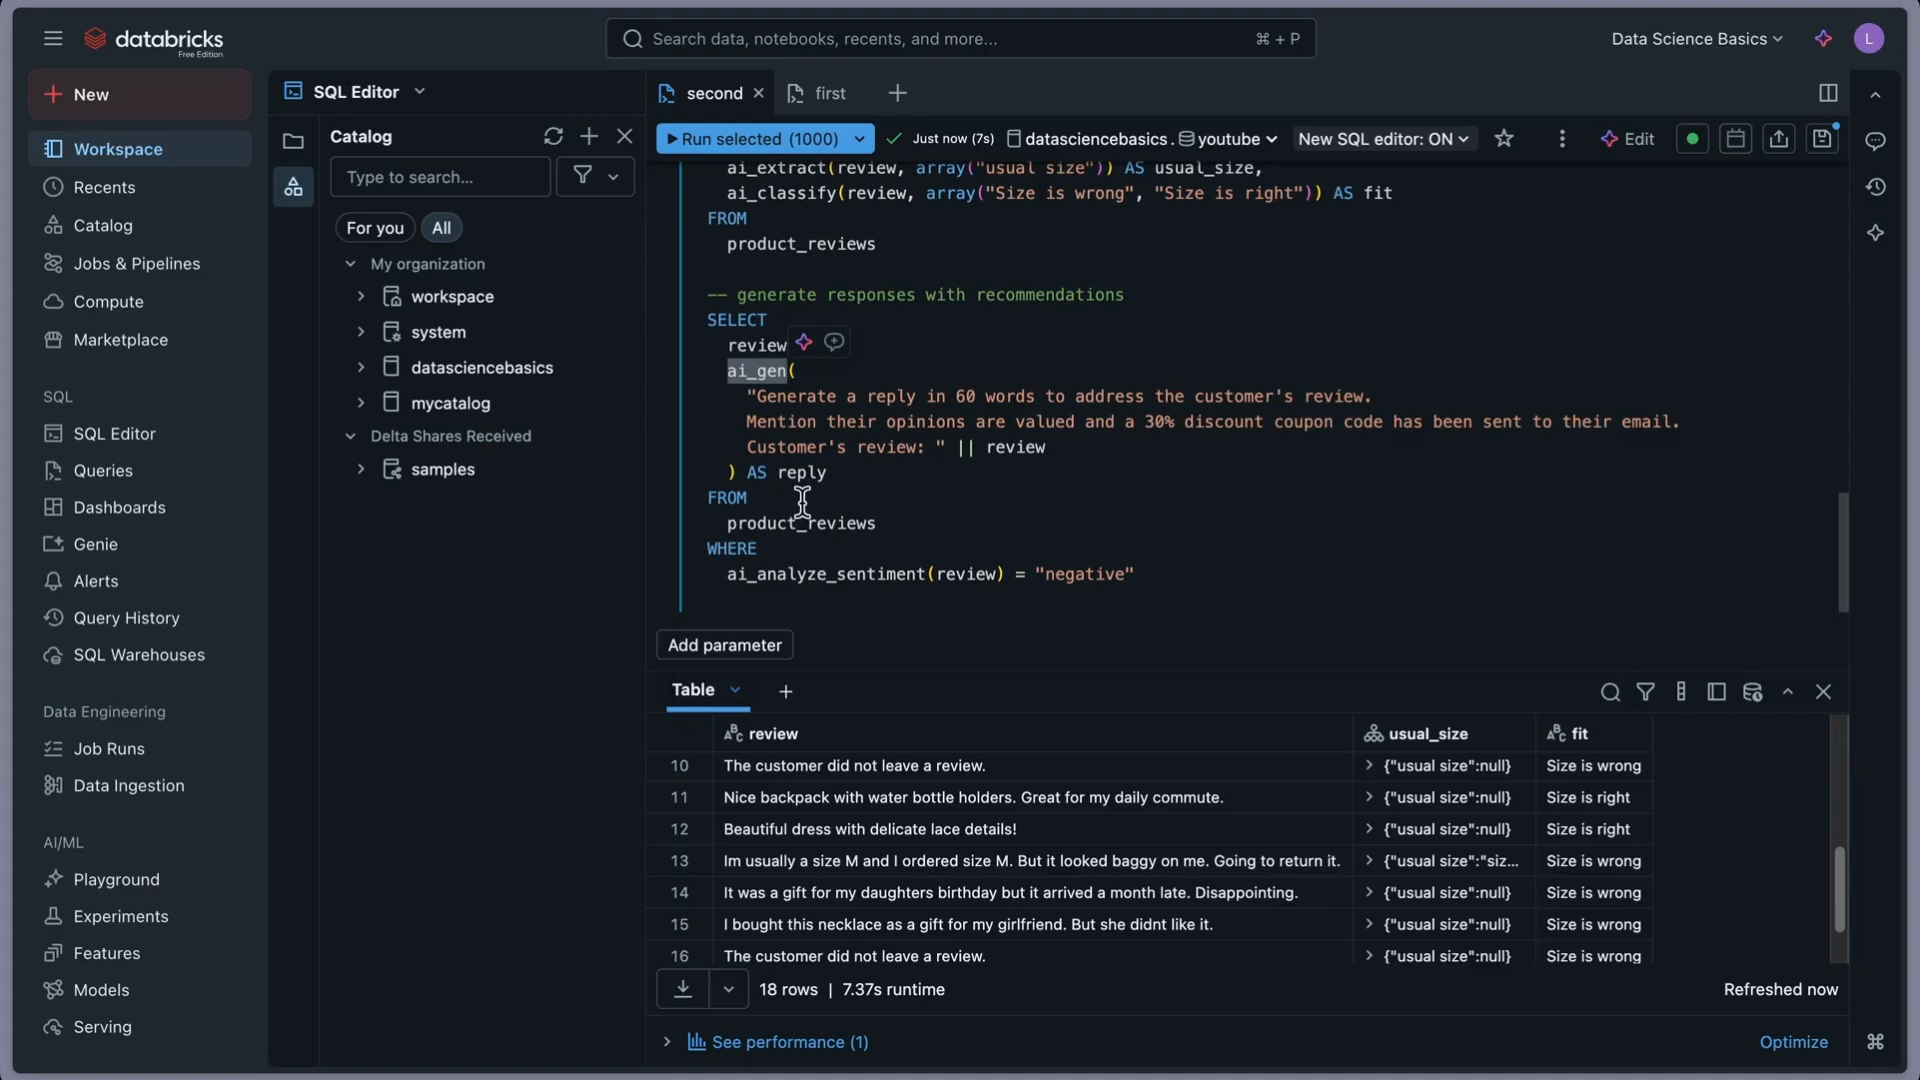 databricks
Free Edition
Search data, notebooks, recents, and more...
⌘ + P
Data Science Basics
L
New
Workspace
Recents
Catalog
Jobs & Pipelines
Compute
Marketplace
SQL
SQL Editor
Queries
Dashboards
Genie
Alerts
Query History
SQL Warehouses
Data Engineering
Job Runs
Data Ingestion
AI/ML
Playground
Experiments
Features
Models
Serving
SQL Editor
Catalog
Type to search...
For you
All
My organization
workspace
system
datasciencebasics
mycatalog
Delta Shares Received
samples
second
first
Run selected (1000)
Just now (7s)
datasciencebasics.
youtube
New SQL editor: ON
Edit
ai_extract(review, array("usual size")) AS usual_size,
ai_classify(review, array("Size is wrong", "Size is right")) AS fit
FROM
product_reviews
-- generate responses with recommendations
SELECT
review
ai_gen(
"Generate a reply in 60 words to address the customer's review.
Mention their opinions are valued and a 30% discount coupon code has been sent to their email.
Customer's review: " || review
) AS reply
FROM
product_reviews
WHERE
ai_analyze_sentiment(review) = "negative"
Add parameter
Table
review usual_size fit
10 The customer did not leave a review. {"usual size":null} Size is wrong
11 Nice backpack with water bottle holders. Great for my daily commute. {"usual size":null} Size is right
12 Beautiful dress with delicate lace details! {"usual size":null} Size is right
13 Im usually a size M and I ordered size M. But it looked baggy on me. Going to return it. {"usual size":"siz... Size is wrong
14 It was a gift for my daughters birthday but it arrived a month late. Disappointing. {"usual size":null} Size is wrong
15 I bought this necklace as a gift for my girlfriend. But she didnt like it. {"usual size":null} Size is wrong
16 The customer did not leave a review. {"usual size":null} Size is wrong
18 rows | 7.37s runtime
Refreshed now
See performance (1)
Optimize